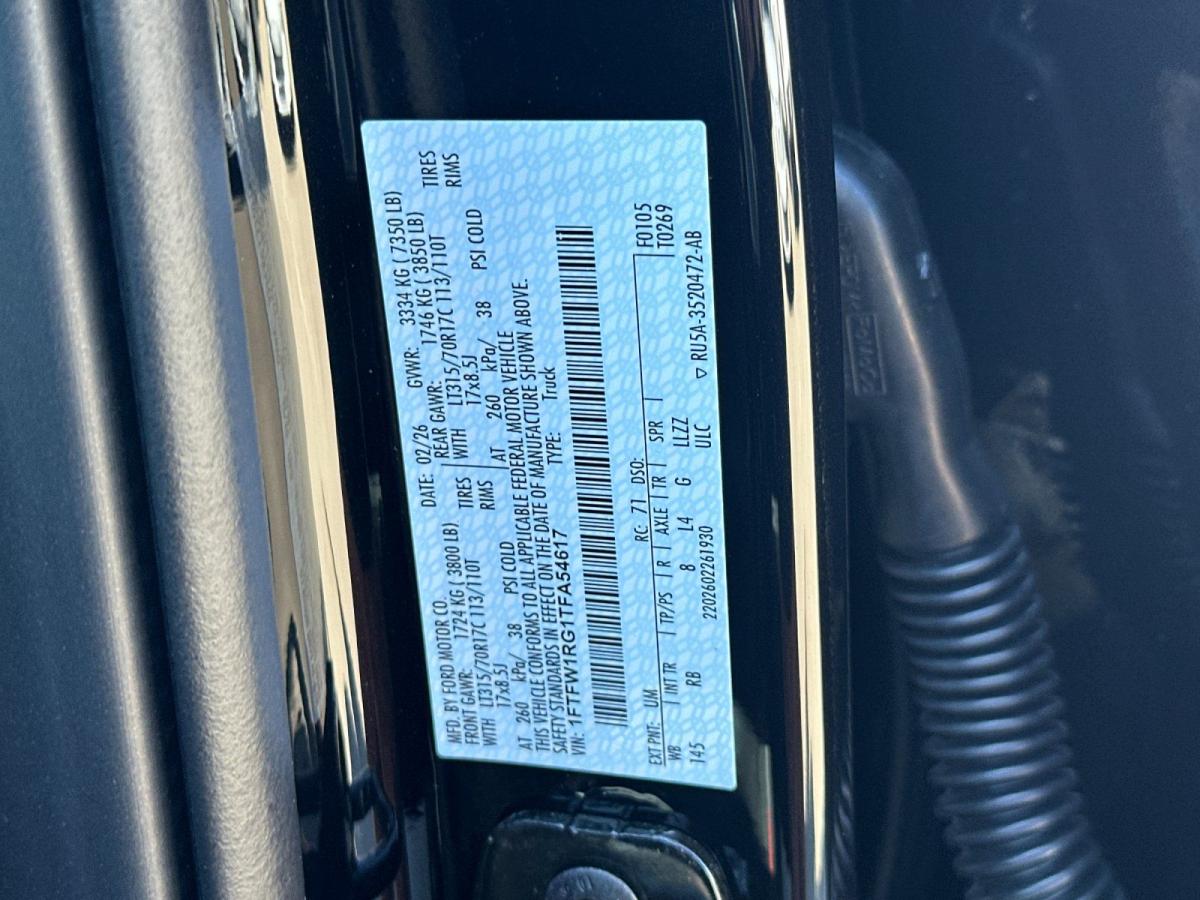 MFD. BY FORD MOTOR CO. DATE: 02/26 GVWR: 3334 KG ( 7350 LB)
FRONT GAWR: 1724 KG ( 3800 LB) REAR GAWR: 1746 KG ( 3850 LB)
WITH LT315/70R17C 113/110T TIRES WITH LT315/70R17C 113/110T TIRES
17x8.5J RIMS 17x8.5J RIMS
AT 260 kPa/ 38 PSI COLD AT 260 kPa/ 38 PSI COLD
THIS VEHICLE CONFORMS TO ALL APPLICABLE FEDERAL MOTOR VEHICLE
SAFETY STANDARDS IN EFFECT ON THE DATE OF MANUFACTURE SHOWN ABOVE.
VIN: 1FTFW1RG1TFA54617 TYPE: Truck
EXT PNT: UM RC: 71 DSO: F0105
WB INT TR TP/PS R AXLE TR SPR T0269
145 RB 8 L4 G LLZZ
2202602261930 ULC ▽ RU5A-3520472-AB